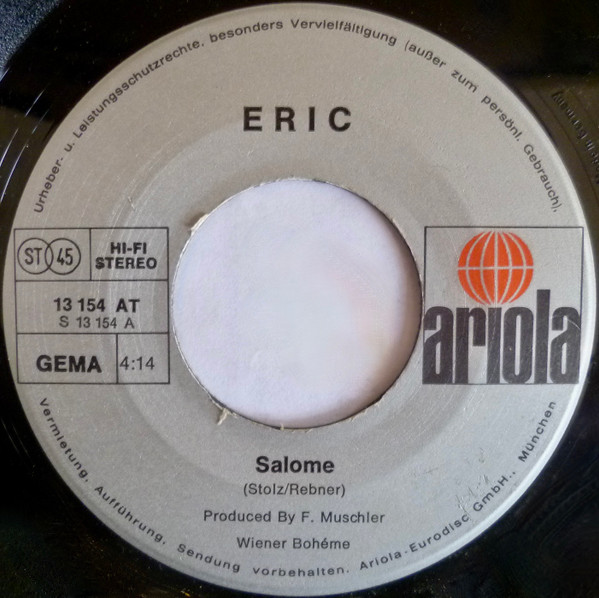 Urheber- u. Leistungsschutzrechte, besonders Vervielfältigung (außer zum persönl. Gebrauch),
ERIC
ST 45
HI-FI
STEREO
13 154 AT
S 13 154 A
GEMA 4:14
ariola
Salome
(Stolz/Rebner)
Produced By F. Muschler
Wiener Bohéme
Vermietung, Aufführung, Sendung vorbehalten. Ariola-Eurodisc GmbH., München